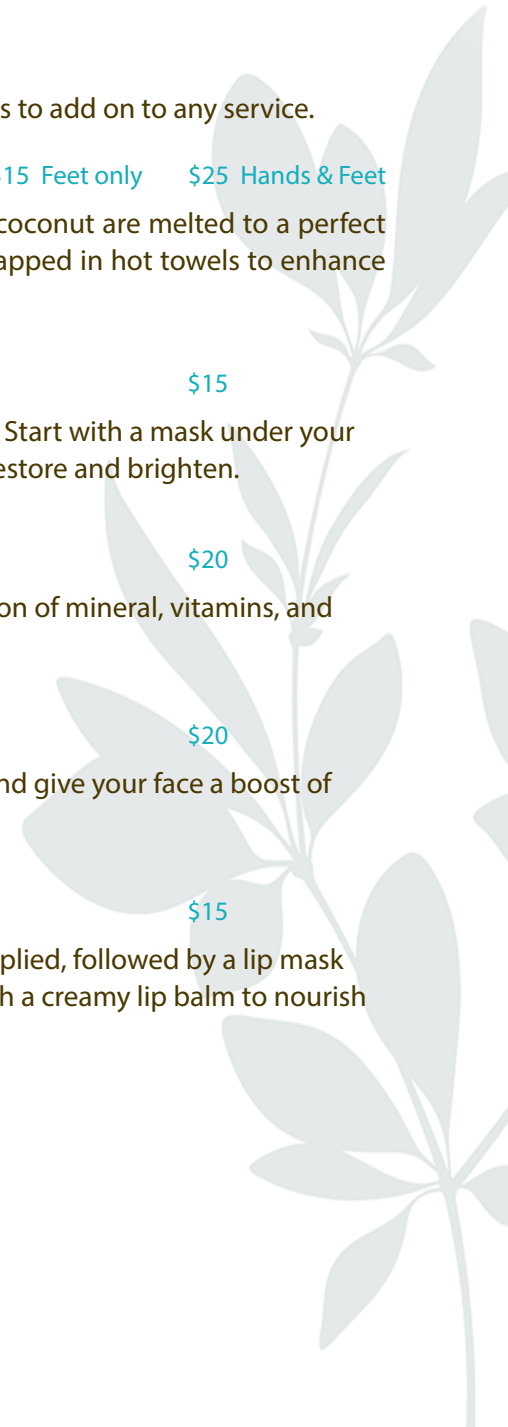 s to add on to any service.
15 Feet only $25 Hands & Feet
coconut are melted to a perfect
apped in hot towels to enhance
$15
Start with a mask under your
estore and brighten.
$20
on of mineral, vitamins, and
$20
nd give your face a boost of
$15
plied, followed by a lip mask
h a creamy lip balm to nourish